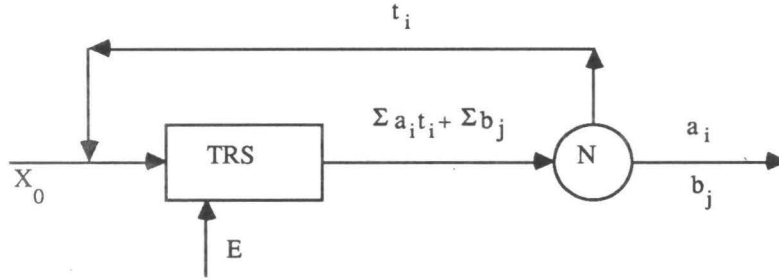 t_i
Σ a_i t_i + Σ b_j
TRS
N
a_i
X_0
b_j
E